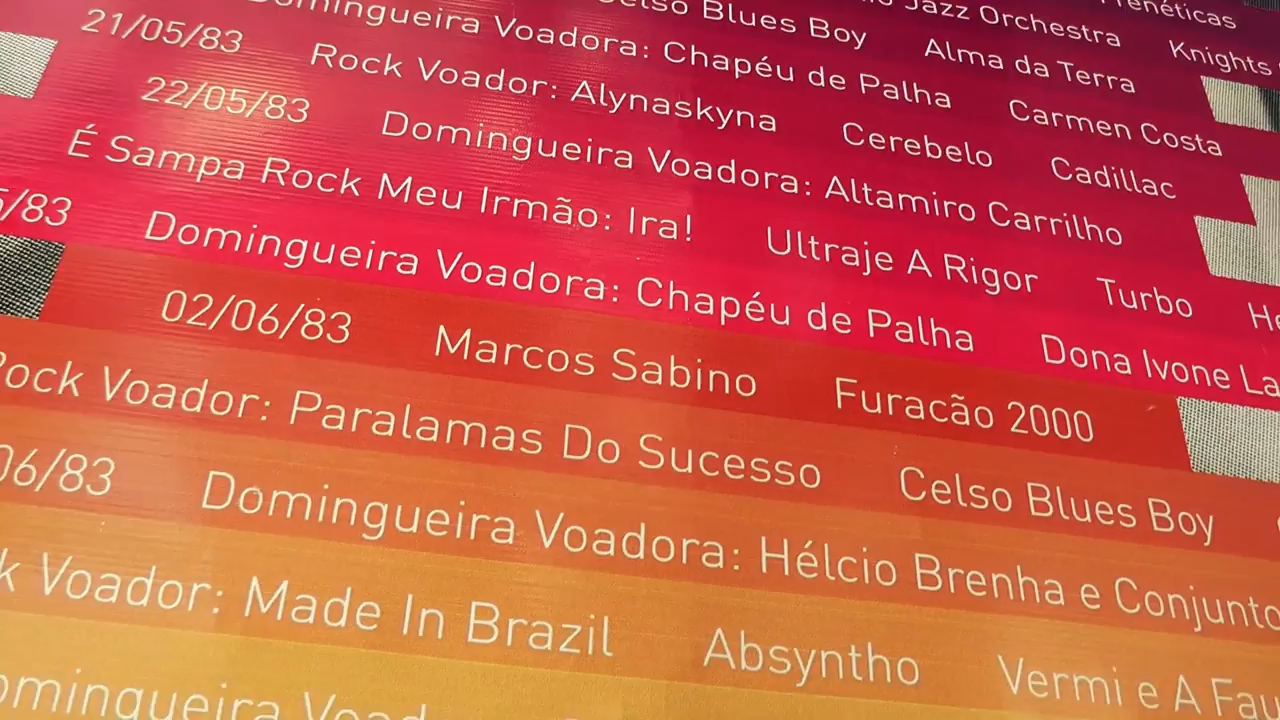 Jazz Orchestra Frenéticas
Celso Blues Boy Alma da Terra Knights
Domingueira Voadora: Chapéu de Palha Carmen Costa
21/05/83 Rock Voador: Alynaskyna Cerebelo Cadillac
22/05/83 Domingueira Voadora: Altamiro Carrilho
É Sampa Rock Meu Irmão: Ira! Ultraje A Rigor Turbo
5/83 Domingueira Voadora: Chapéu de Palha Dona Ivone La
02/06/83 Marcos Sabino Furacão 2000
Rock Voador: Paralamas Do Sucesso Celso Blues Boy
06/83 Domingueira Voadora: Hélcio Brenha e Conjunto
k Voador: Made In Brazil Absyntho Vermi e A Fau
omingueira Voad